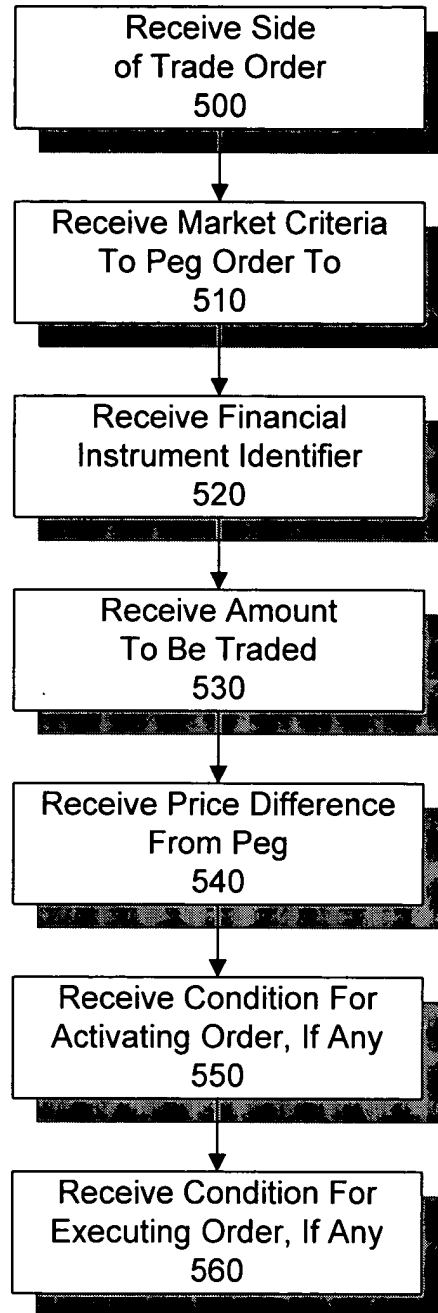 Receive Side
of Trade Order
500
Receive Market Criteria
To Peg Order To
510
Receive Financial
Instrument Identifier
520
Receive Amount
To Be Traded
530
Receive Price Difference
From Peg
540
Receive Condition For
Activating Order, If Any
550
Receive Condition For
Executing Order, If Any
560